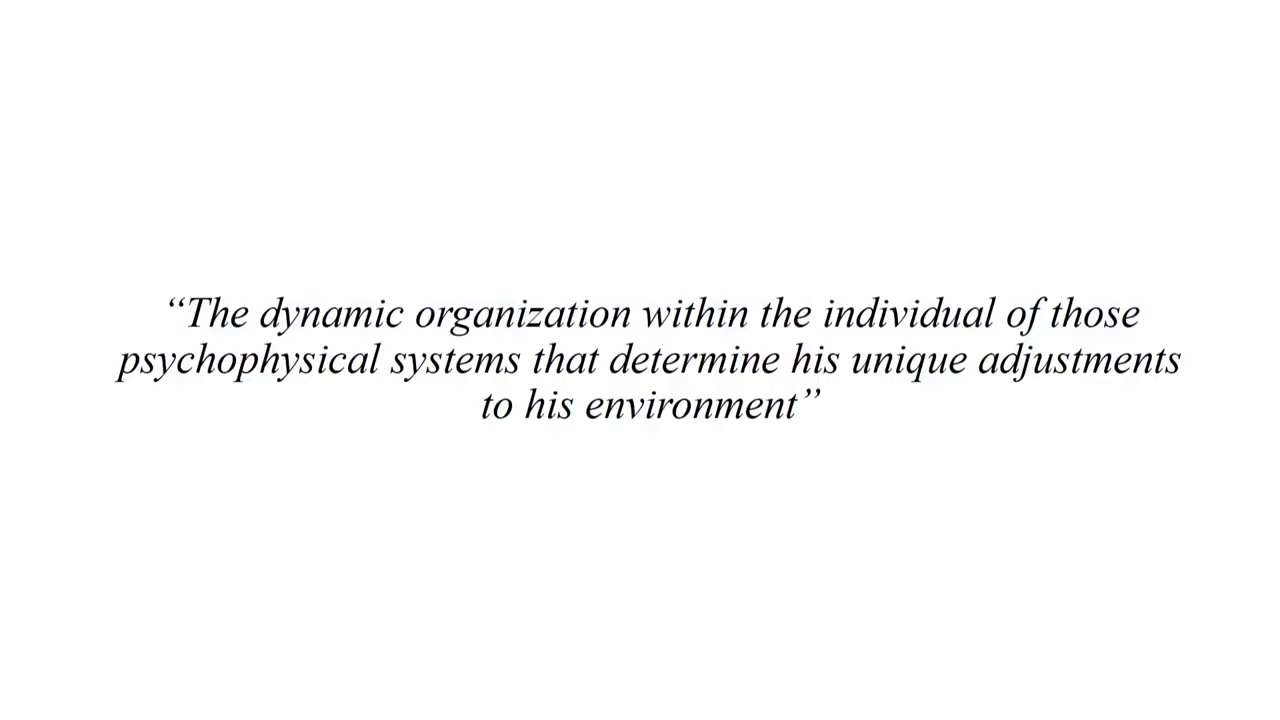 “The dynamic organization within the individual of those
psychophysical systems that determine his unique adjustments
to his environment”